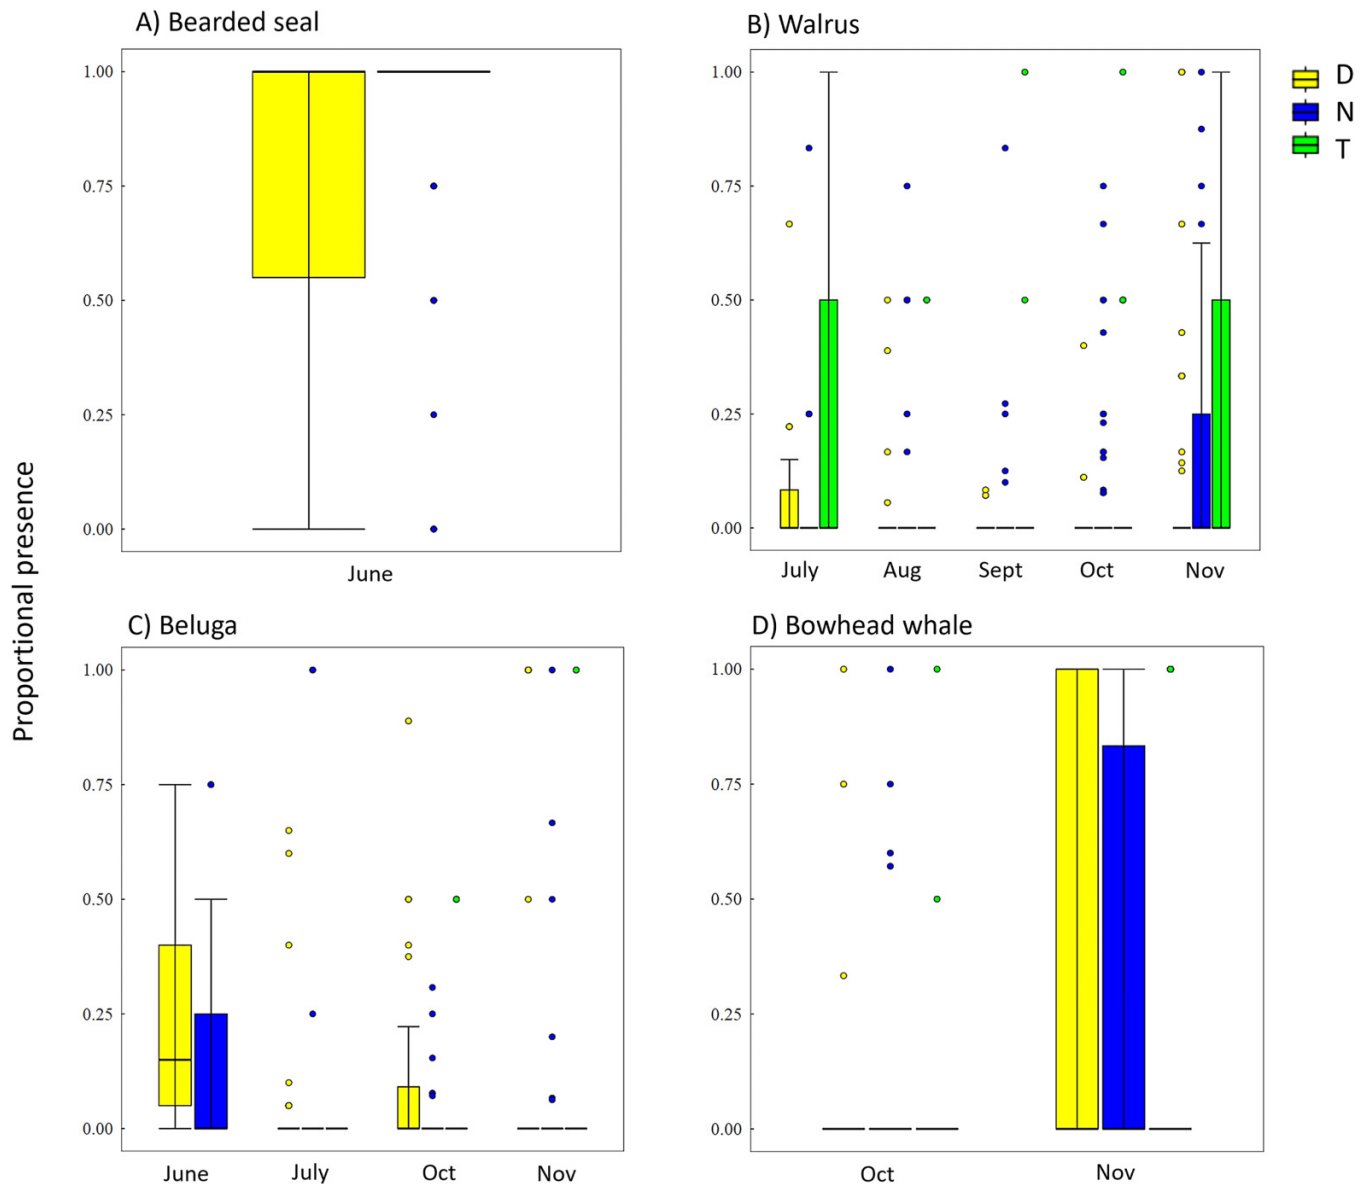 A) Bearded seal
1.00
0.75
0.50
0.25
0.00
June
B) Walrus
1.00
0.75
0.50
0.25
0.00
July Aug Sept Oct Nov
D
N
T
Proportional presence
C) Beluga
1.00
0.75
0.50
0.25
0.00
June July Oct Nov
D) Bowhead whale
1.00
0.75
0.50
0.25
0.00
Oct Nov